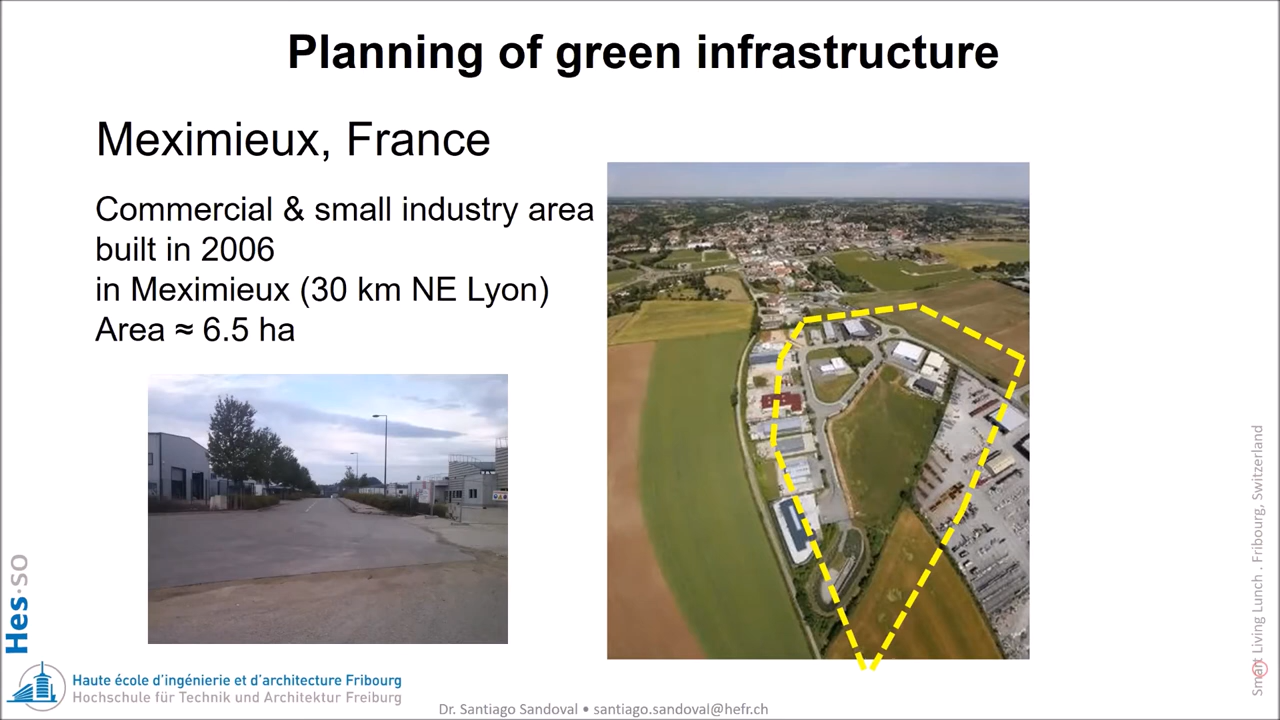 Planning of green infrastructure
Meximieux, France
Commercial & small industry area
built in 2006
in Meximieux (30 km NE Lyon)
Area ≈ 6.5 ha
Hes·SO
Haute école d'ingénierie et d'architecture Fribourg
Hochschule für Technik und Architektur Freiburg
Dr. Santiago Sandoval • santiago.sandoval@hefr.ch
Smart Living Lunch . Fribourg, Switzerland